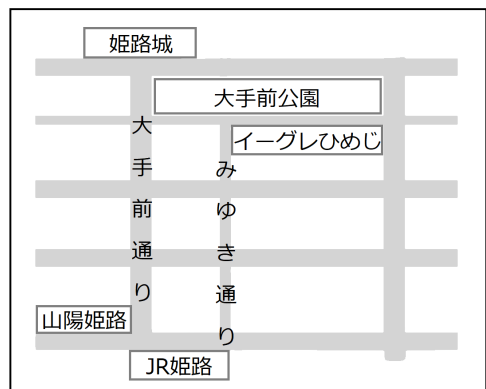 姫路城
大手前公園
イーグレひめじ
大手前通り
みゆき通り
山陽姫路
JR姫路